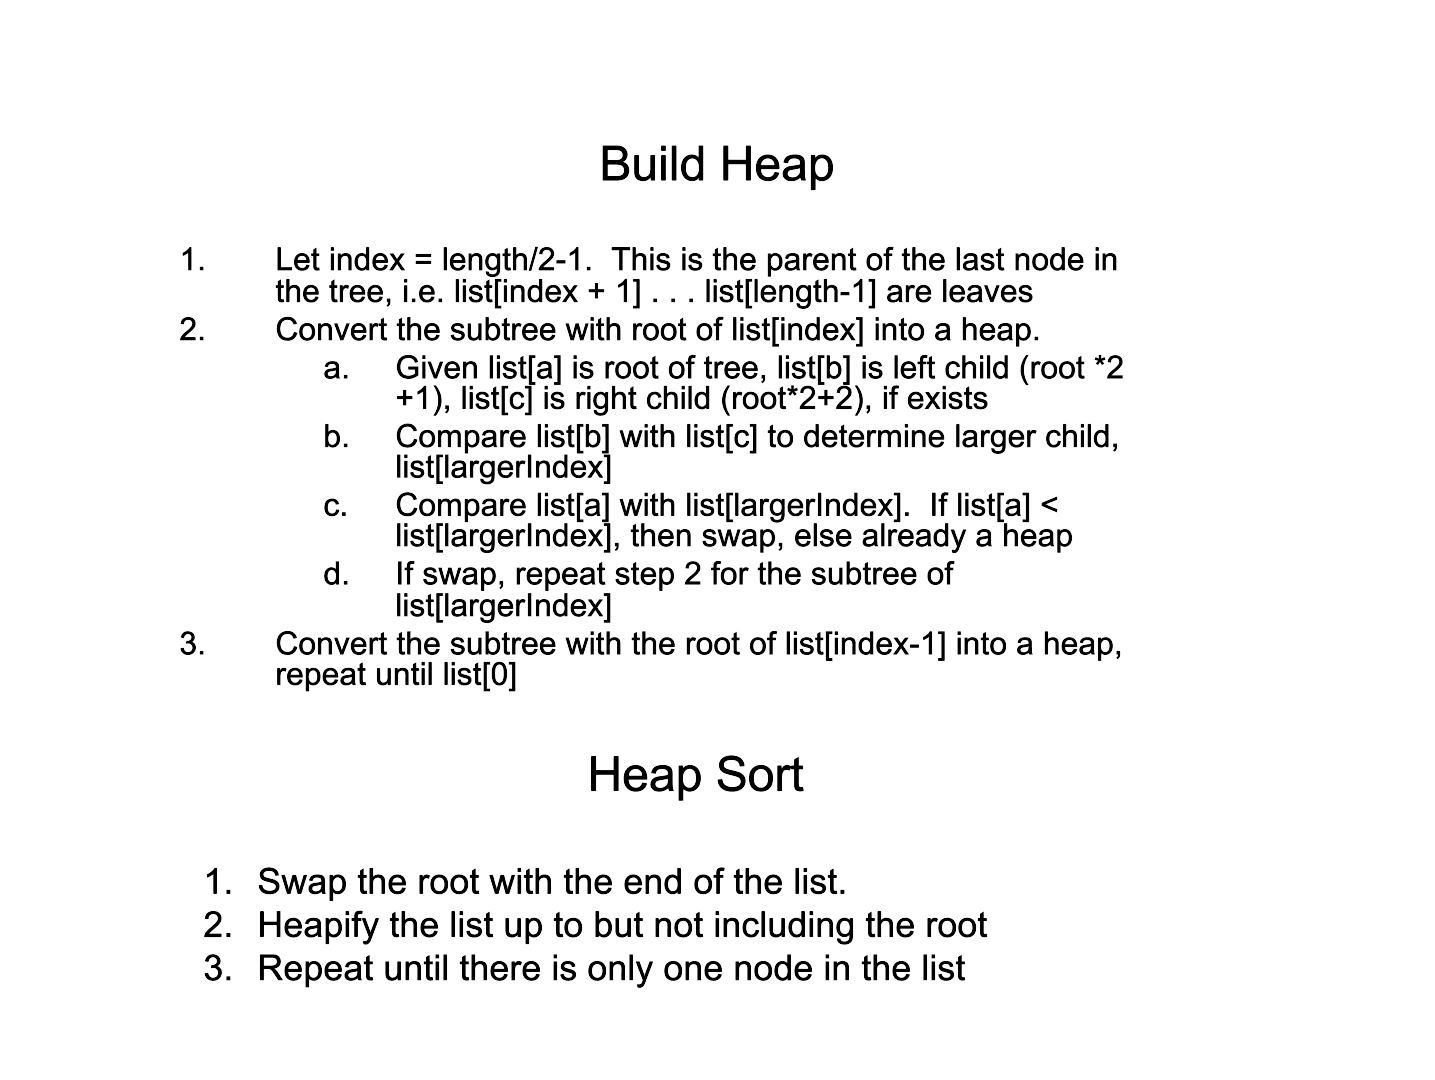 Build Heap
1. Let index = length/2-1.  This is the parent of the last node in
the tree, i.e. list[index + 1] . . . list[length-1] are leaves
2. Convert the subtree with root of list[index] into a heap.
a. Given list[a] is root of tree, list[b] is left child (root *2
+1), list[c] is right child (root*2+2), if exists
b. Compare list[b] with list[c] to determine larger child,
list[largerIndex]
c. Compare list[a] with list[largerIndex].  If list[a] <
list[largerIndex], then swap, else already a heap
d. If swap, repeat step 2 for the subtree of
list[largerIndex]
3. Convert the subtree with the root of list[index-1] into a heap,
repeat until list[0]
Heap Sort
1. Swap the root with the end of the list.
2. Heapify the list up to but not including the root
3. Repeat until there is only one node in the list